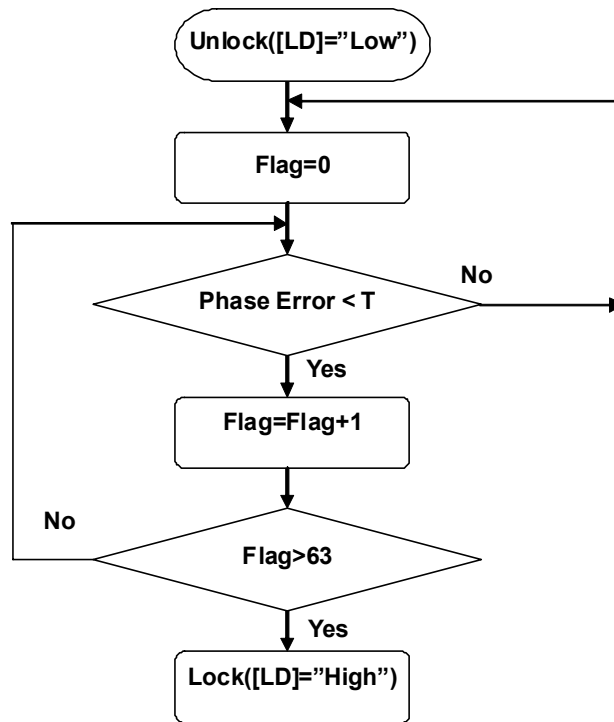 Unlock([LD]=”Low”)
Flag=0
Phase Error < T
No
Yes
Flag=Flag+1
No
Flag>63
Yes
Lock([LD]=”High”)